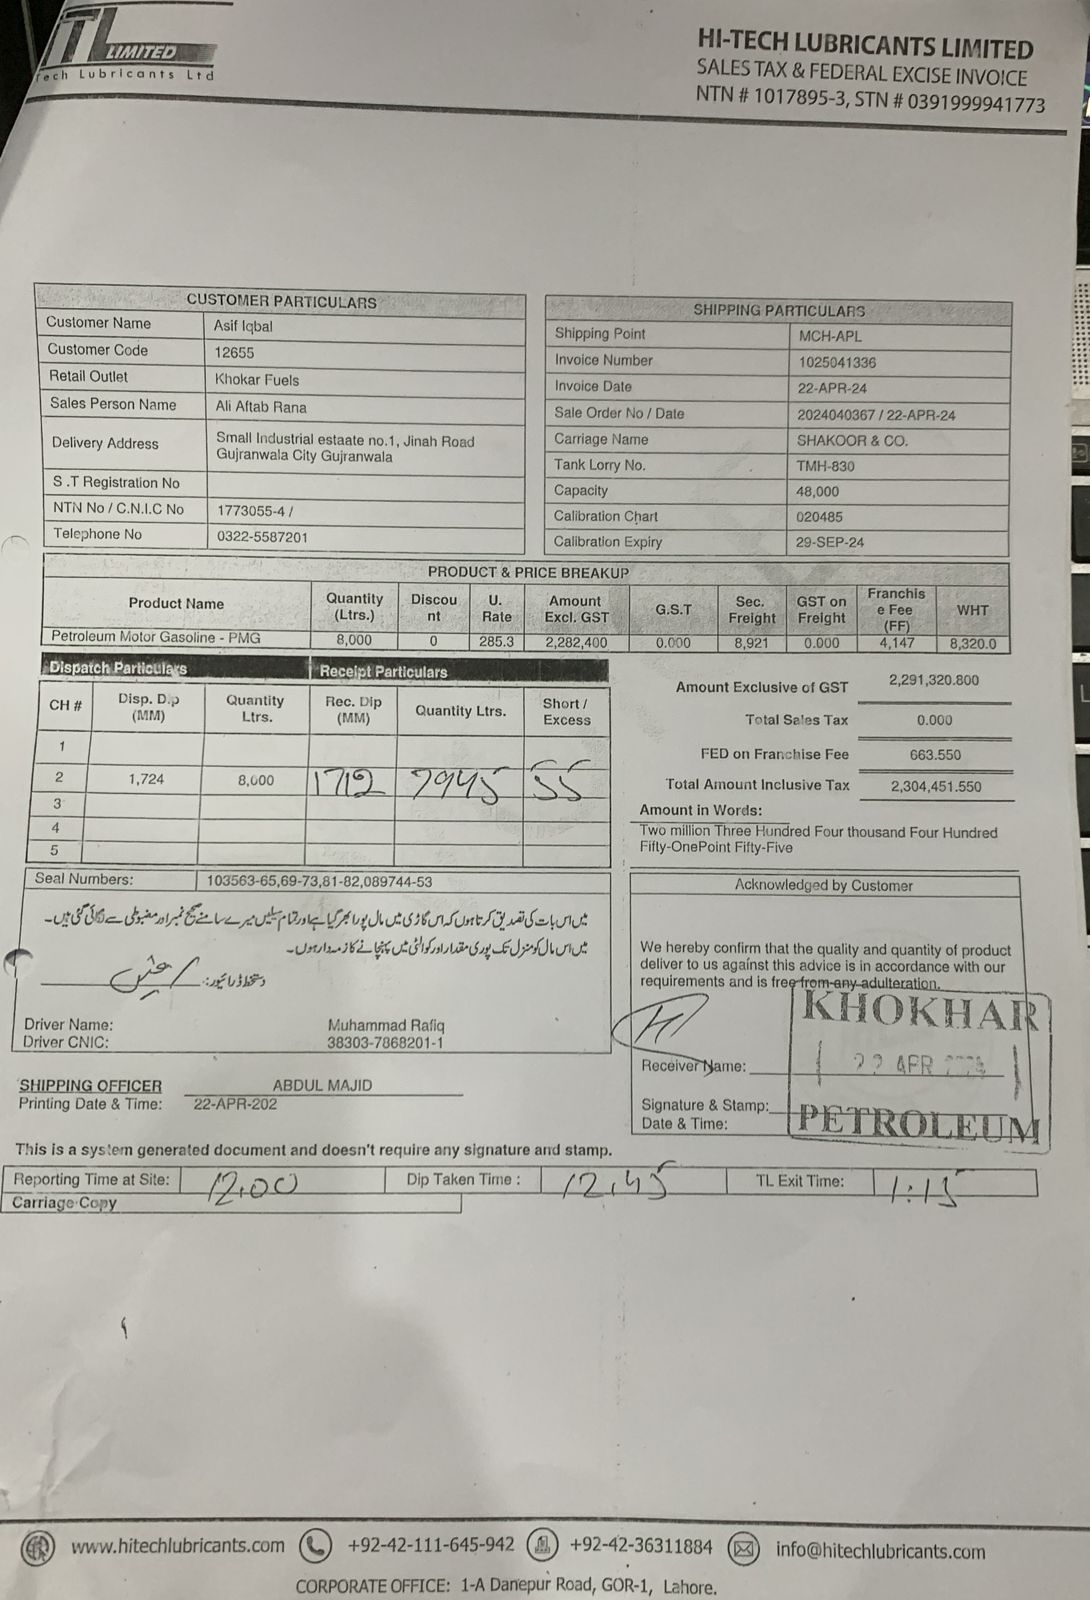 TL LIMITED
Tech Lubricants Ltd
HI-TECH LUBRICANTS LIMITED
SALES TAX & FEDERAL EXCISE INVOICE
NTN # 1017895-3, STN # 0391999941773
CUSTOMER PARTICULARS
Customer Name Asif Iqbal
Customer Code 12655
Retail Outlet Khokar Fuels
Sales Person Name Ali Aftab Rana
Delivery Address Small Industrial estaate no.1, Jinah Road
Gujranwala City Gujranwala
S .T Registration No
NTN No / C.N.I.C No 1773055-4 /
Telephone No 0322-5587201
SHIPPING PARTICULARS
Shipping Point MCH-APL
Invoice Number 1025041336
Invoice Date 22-APR-24
Sale Order No / Date 2024040367 / 22-APR-24
Carriage Name SHAKOOR & CO.
Tank Lorry No. TMH-830
Capacity 48,000
Calibration Chart 020485
Calibration Expiry 29-SEP-24
PRODUCT & PRICE BREAKUP
Product Name Quantity (Ltrs.) Discou nt U. Rate Amount Excl. GST G.S.T Sec. Freight GST on Freight Franchis e Fee (FF) WHT
Petroleum Motor Gasoline - PMG 8,000 0 285.3 2,282,400 0.000 8,921 0.000 4,147 8,320.0
Dispatch Particulars Receipt Particulars
CH # Disp. Dip (MM) Quantity Ltrs. Rec. Dip (MM) Quantity Ltrs. Short / Excess
1
2 1,724 8,000 1712 7945 55
3
4
5
Amount Exclusive of GST 2,291,320.800
Total Sales Tax 0.000
FED on Franchise Fee 663.550
Total Amount Inclusive Tax 2,304,451.550
Amount in Words:
Two million Three Hundred Four thousand Four Hundred
Fifty-OnePoint Fifty-Five
Seal Numbers: 103563-65,69-73,81-82,089744-53
میں اس بات کی تصدیق کرتا ہوں کہ اس گاڑی میں مال پورا بھرا گیا ہے اور تمام سیلیں میرے سامنے صحیح نمبر اور مضبوطی سے لگائی گئی ہیں۔
میں اس مال کو منزل تک پوری مقدار اور کوالٹی میں پہنچانے کا ذمہ دار ہوں۔
دستخط ڈرائیور:
Driver Name: Muhammad Rafiq
Driver CNIC: 38303-7868201-1
Acknowledged by Customer
We hereby confirm that the quality and quantity of product
deliver to us against this advice is in accordance with our
requirements and is free from any adulteration.
KHOKHAR
22 APR
PETROLEUM
Receiver Name:
Signature & Stamp:
Date & Time:
SHIPPING OFFICER ABDUL MAJID
Printing Date & Time: 22-APR-202
This is a system generated document and doesn't require any signature and stamp.
Reporting Time at Site: 12.00 Dip Taken Time : 12.45 TL Exit Time: 1:15
Carriage Copy
www.hitechlubricants.com +92-42-111-645-942 +92-42-36311884 info@hitechlubricants.com
CORPORATE OFFICE: 1-A Danepur Road, GOR-1, Lahore.